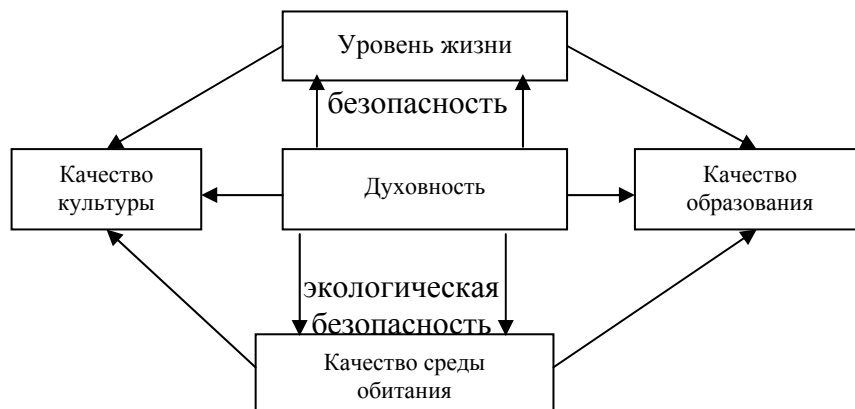 Уровень жизни
безопасность
Качество
культуры
Духовность
Качество
образования
экологическая
безопасность
Качество среды
обитания